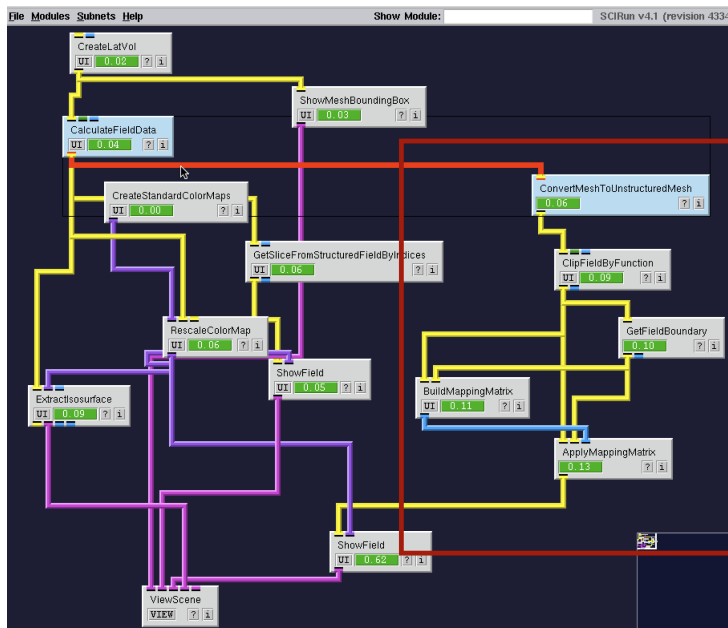 File Modules Subnets Help Show Module: SCIRun v4.1 (revision 4334
CreateLatVol
UI 0.02 ? i
ShowMeshBoundingBox
UI 0.03 ? i
CalculateFieldData
UI 0.04 ? i
ConvertMeshToUnstructuredMesh
0.06 ? i
CreateStandardColorMaps
UI 0.00 ? i
GetSliceFromStructuredFieldByIndices
UI 0.06 ? i
ClipFieldByFunction
UI 0.09 ? i
RescaleColorMap
UI 0.06 ? i
GetFieldBoundary
0.10 ? i
ShowField
UI 0.05 ? i
ExtractIsosurface
UI 0.09 ? i
BuildMappingMatrix
UI 0.11 ? i
ApplyMappingMatrix
0.13 ? i
ShowField
UI 0.62 ? i
ViewScene
VIEW ? i